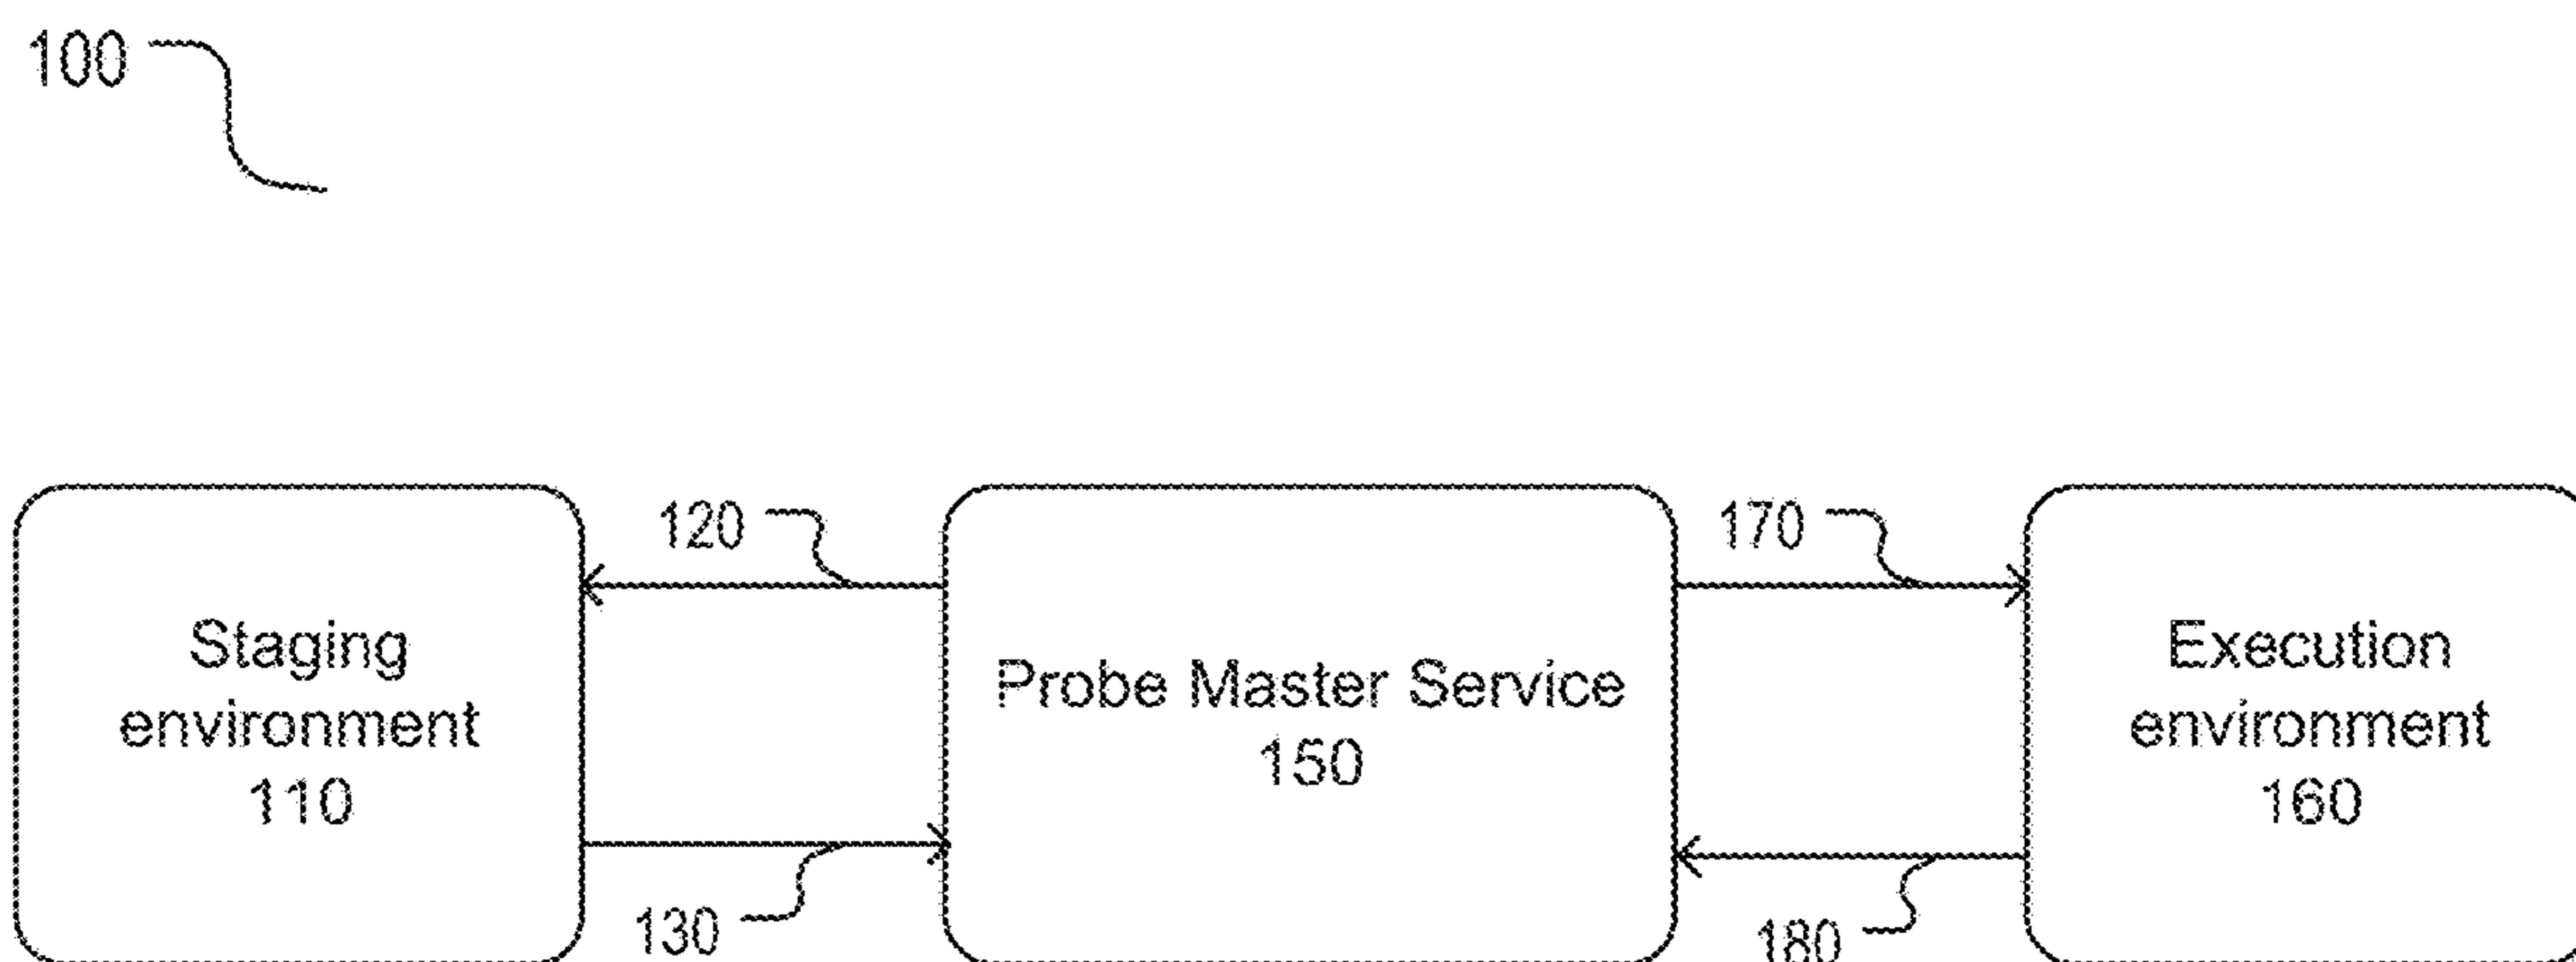 100
120
170
Staging
environment
110
Probe Master Service
150
Execution
environment
160
130
180